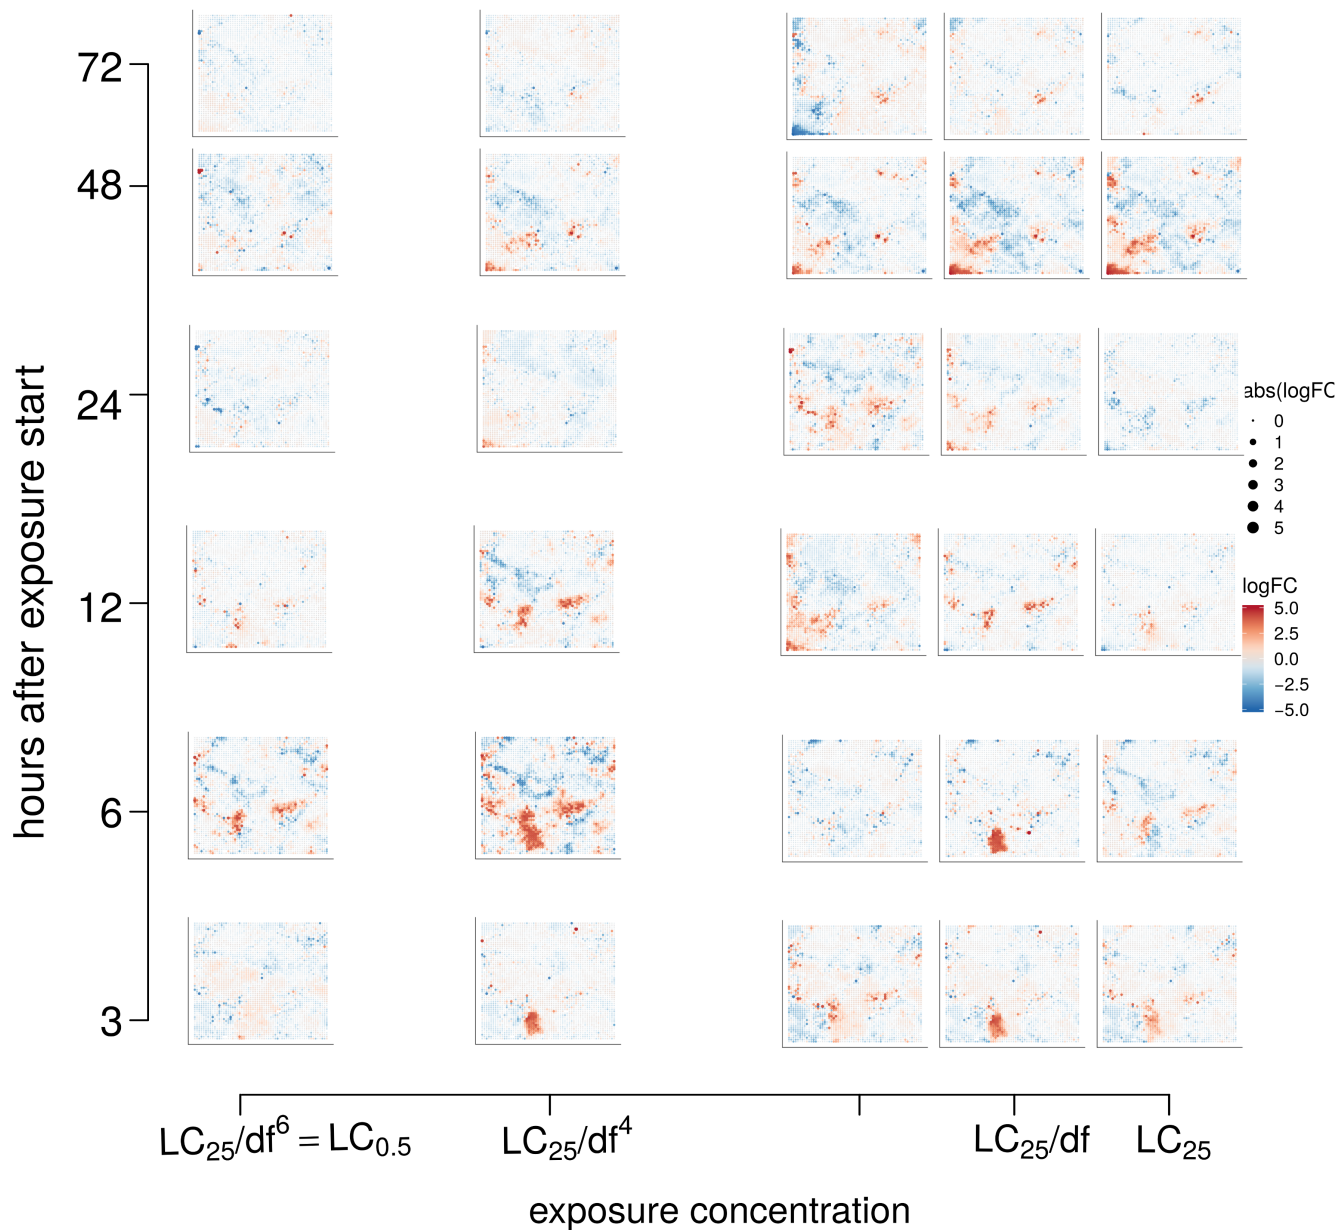 72
48
24
12
6
3
hours after exposure start
abs(logFC
0
1
2
3
4
5
logFC
5.0
2.5
0.0
−2.5
−5.0
LC25/df6 = LC0.5
LC25/df4
LC25/df
LC25
exposure concentration